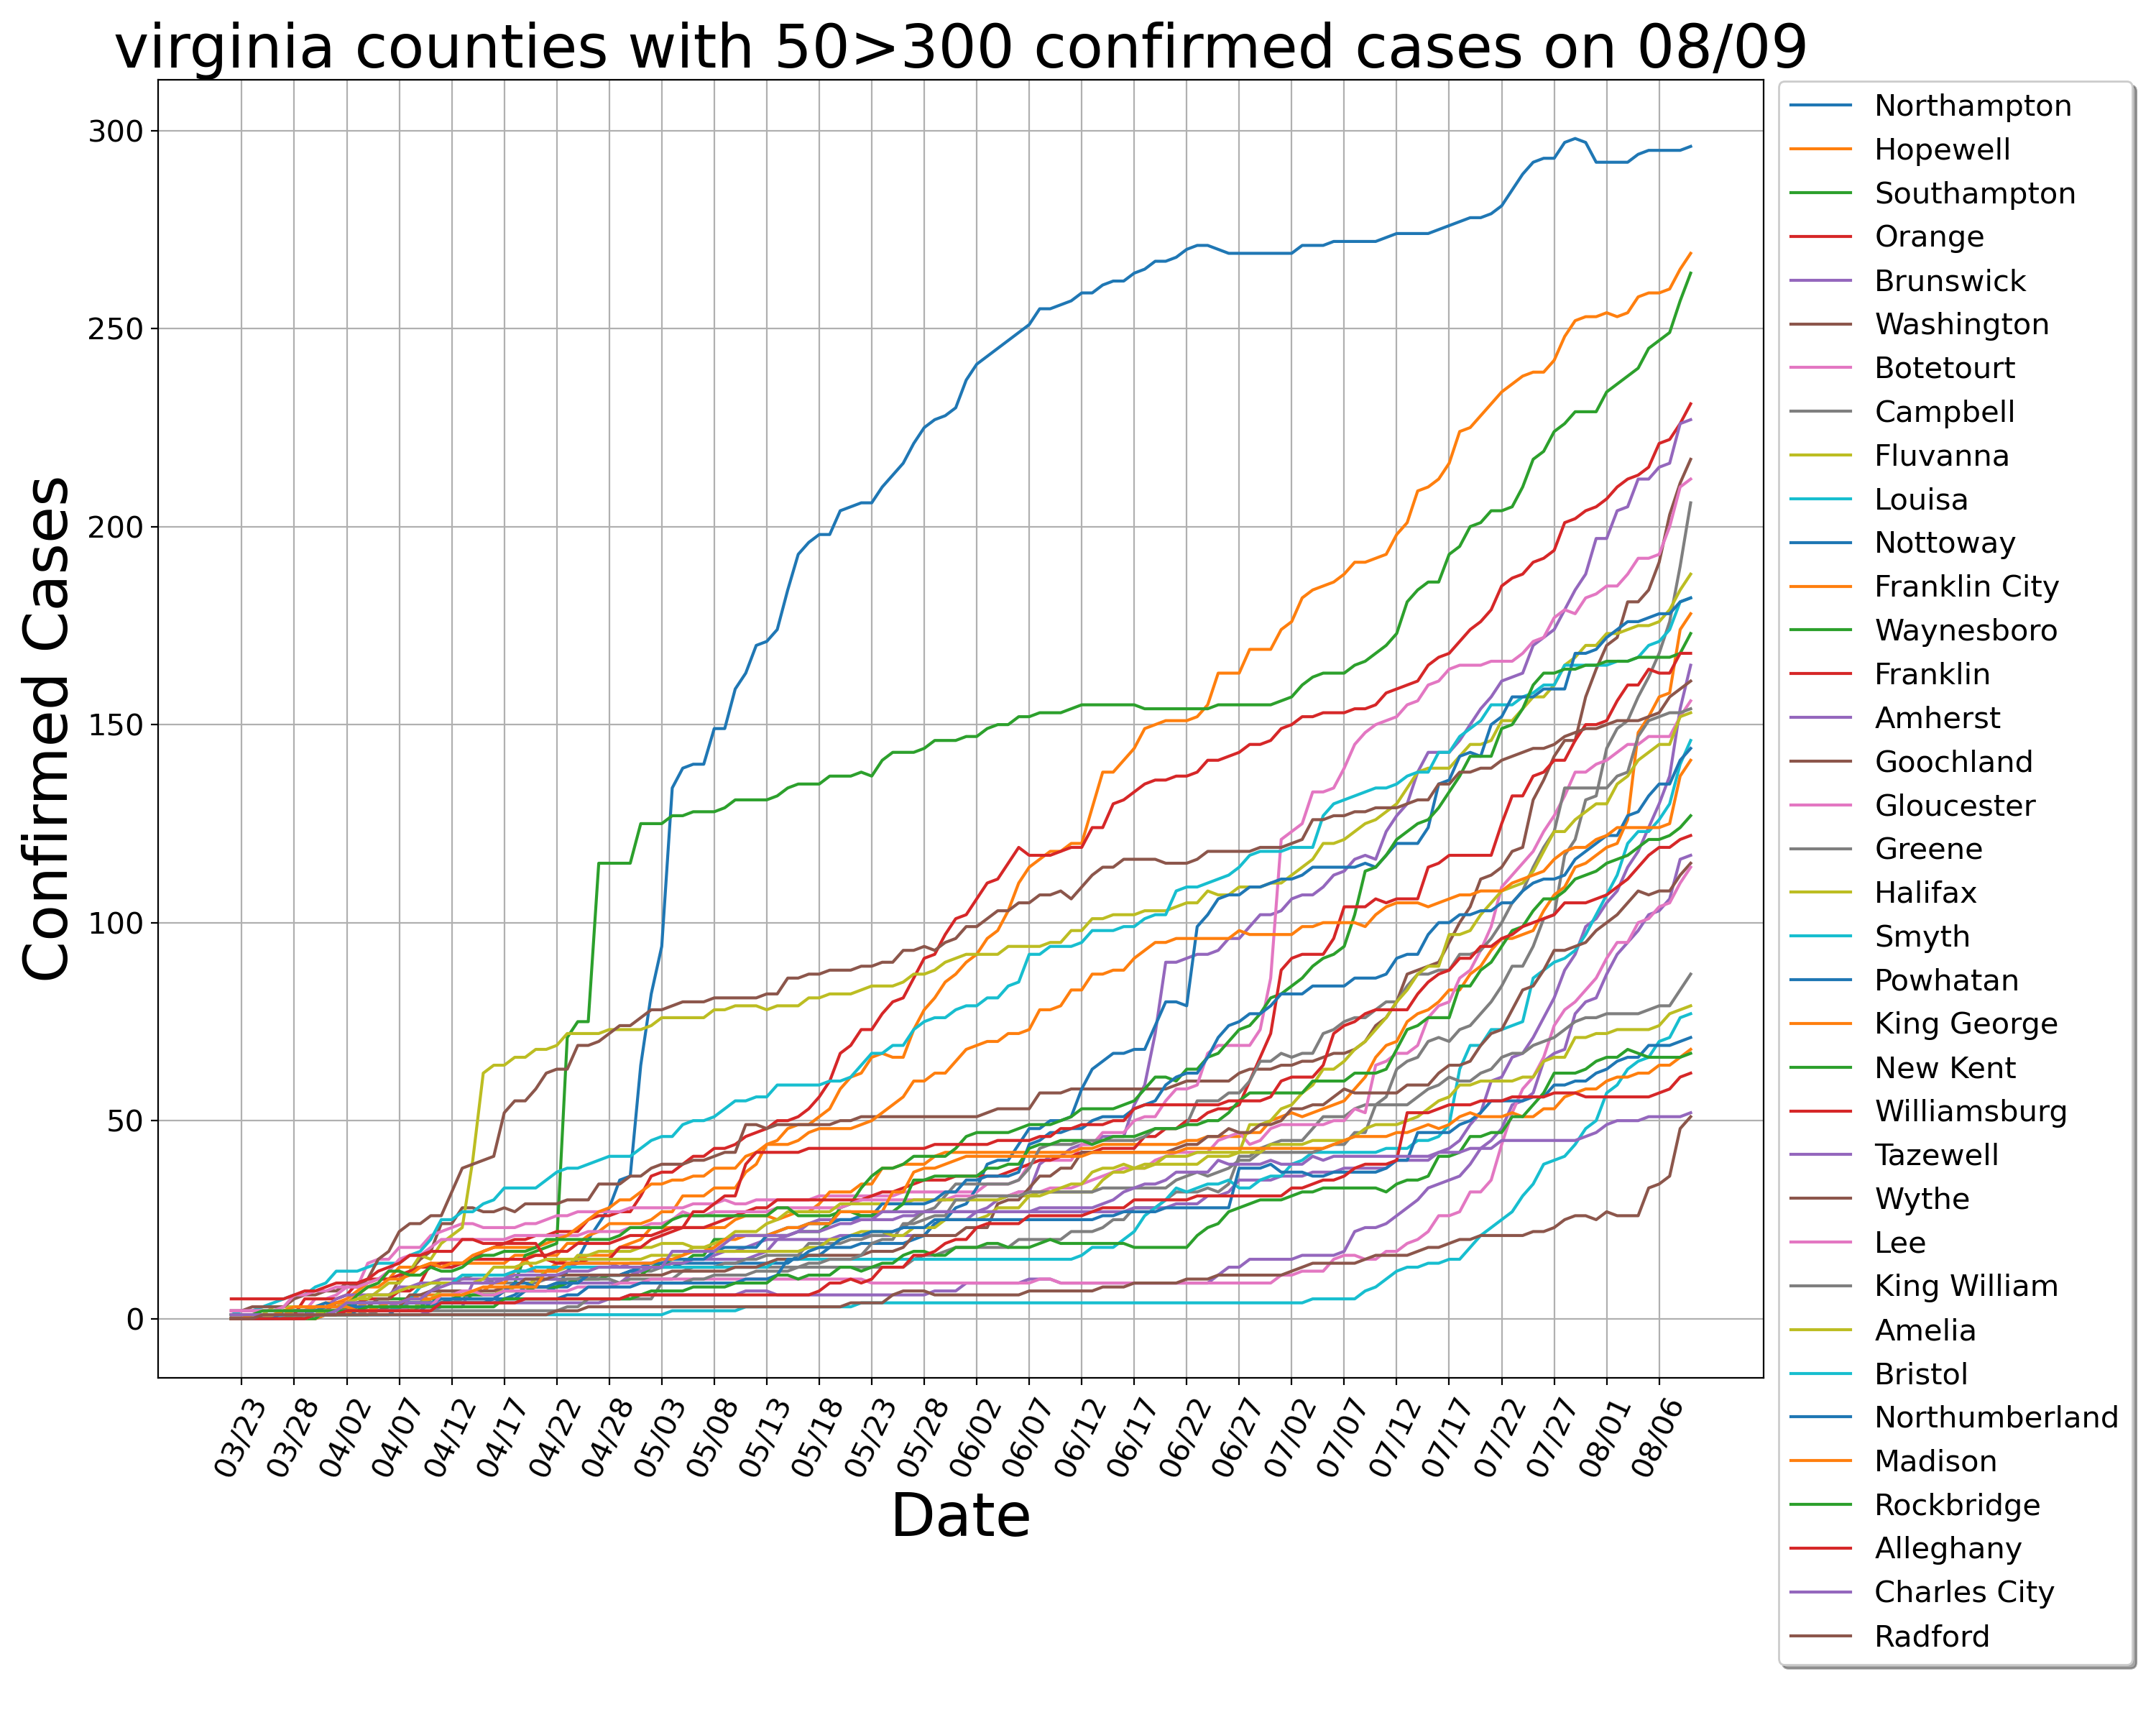 virginia counties with 50>300 confirmed cases on 08/09
Confirmed Cases
300
250
200
150
100
50
0
03/23
03/28
04/02
04/07
04/12
04/17
04/22
04/28
05/03
05/08
05/13
05/18
05/23
05/28
06/02
06/07
06/12
06/17
06/22
06/27
07/02
07/07
07/12
07/17
07/22
07/27
08/01
08/06
Date
Northampton
Hopewell
Southampton
Orange
Brunswick
Washington
Botetourt
Campbell
Fluvanna
Louisa
Nottoway
Franklin City
Waynesboro
Franklin
Amherst
Goochland
Gloucester
Greene
Halifax
Smyth
Powhatan
King George
New Kent
Williamsburg
Tazewell
Wythe
Lee
King William
Amelia
Bristol
Northumberland
Madison
Rockbridge
Alleghany
Charles City
Radford